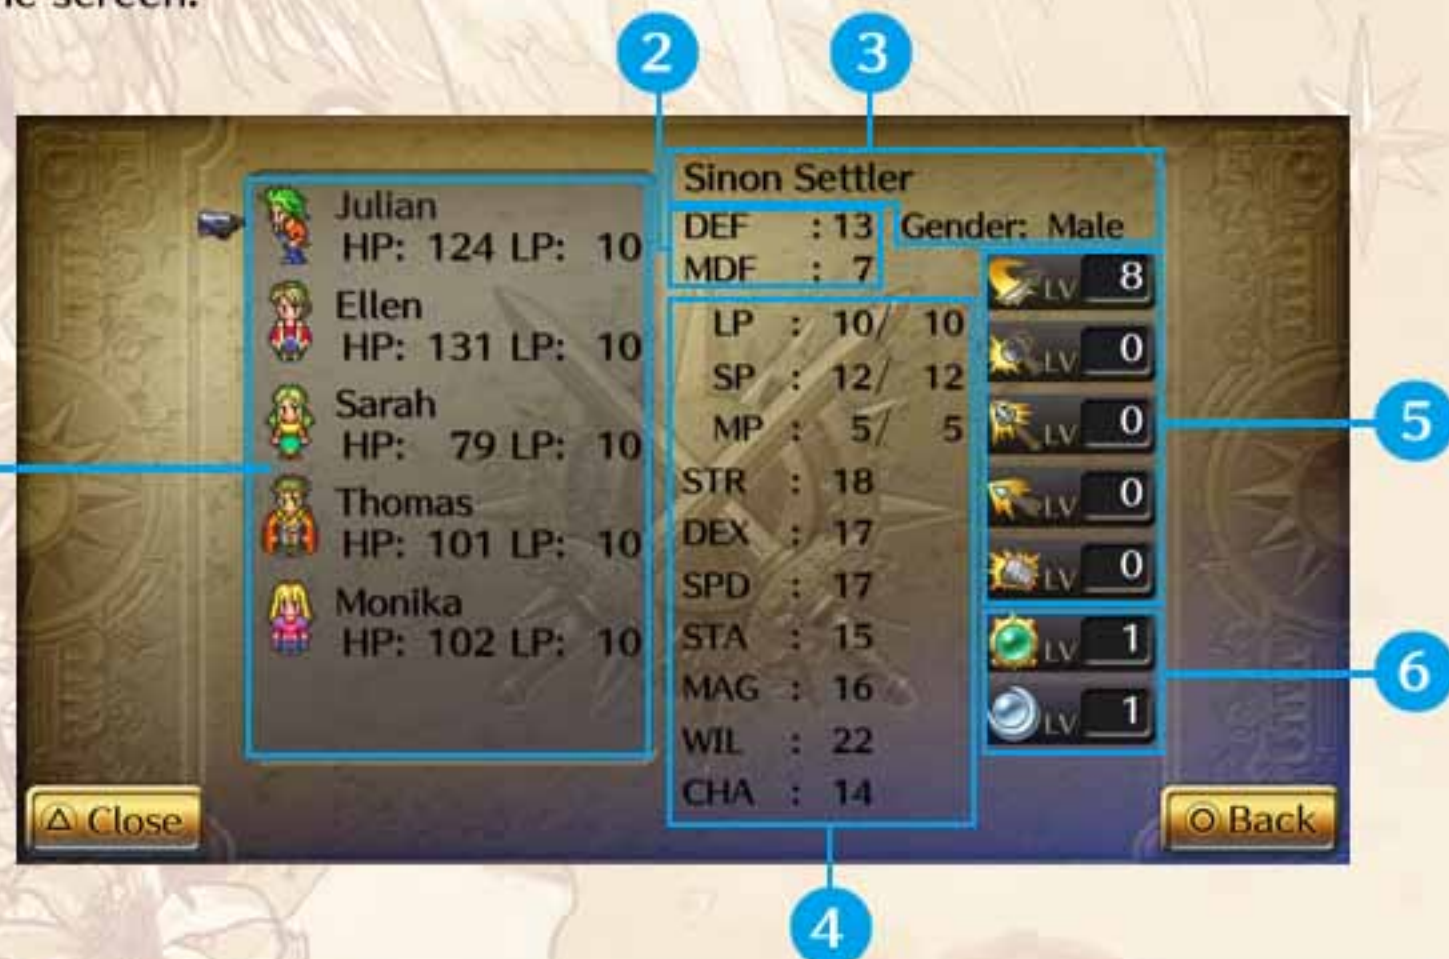 screen.
2
3
Julian
HP: 124 LP: 10
Ellen
HP: 131 LP: 10
Sarah
HP: 79 LP: 10
Thomas
HP: 101 LP: 10
Monika
HP: 102 LP: 10
Sinon Settler
DEF : 13 Gender: Male
MDF : 7
LP : 10/ 10
SP : 12/ 12
MP : 5/ 5
STR : 18
DEX : 17
SPD : 17
STA : 15
MAG : 16
WIL : 22
CHA : 14
LV 8
LV 0
LV 0
LV 0
LV 0
LV 1
LV 1
5
6
△ Close
○ Back
4